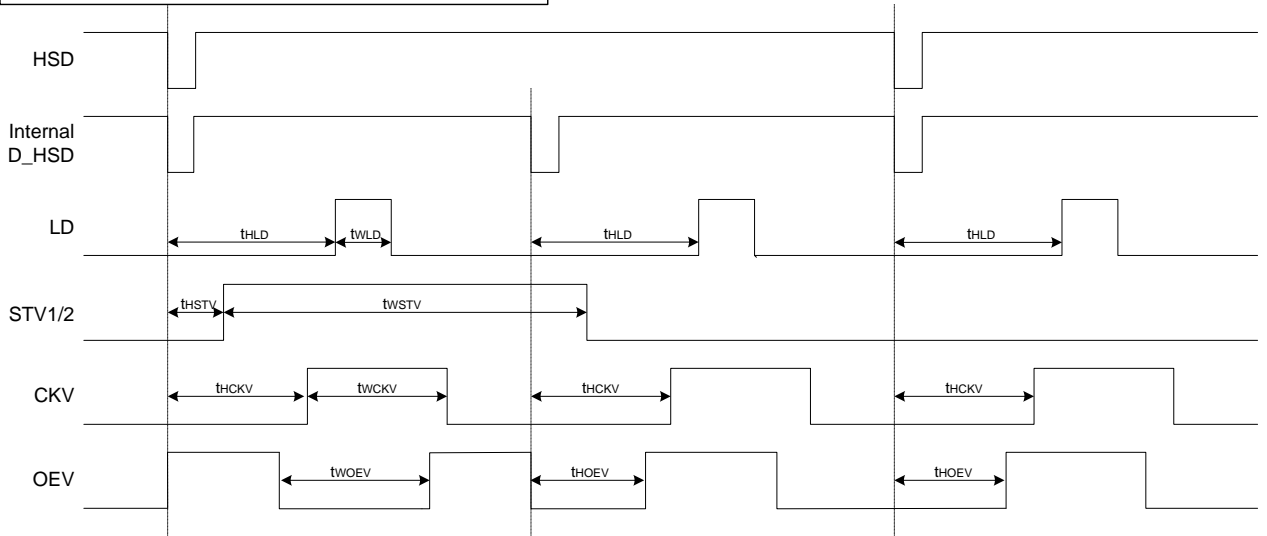 HSD
Internal
D_HSD
LD
tHLD
tWLD
tHLD
tHLD
STV1/2
tHSTV
tWSTV
CKV
tHCKV
tWCKV
tHCKV
tHCKV
OEV
tWOEV
tHOEV
tHOEV